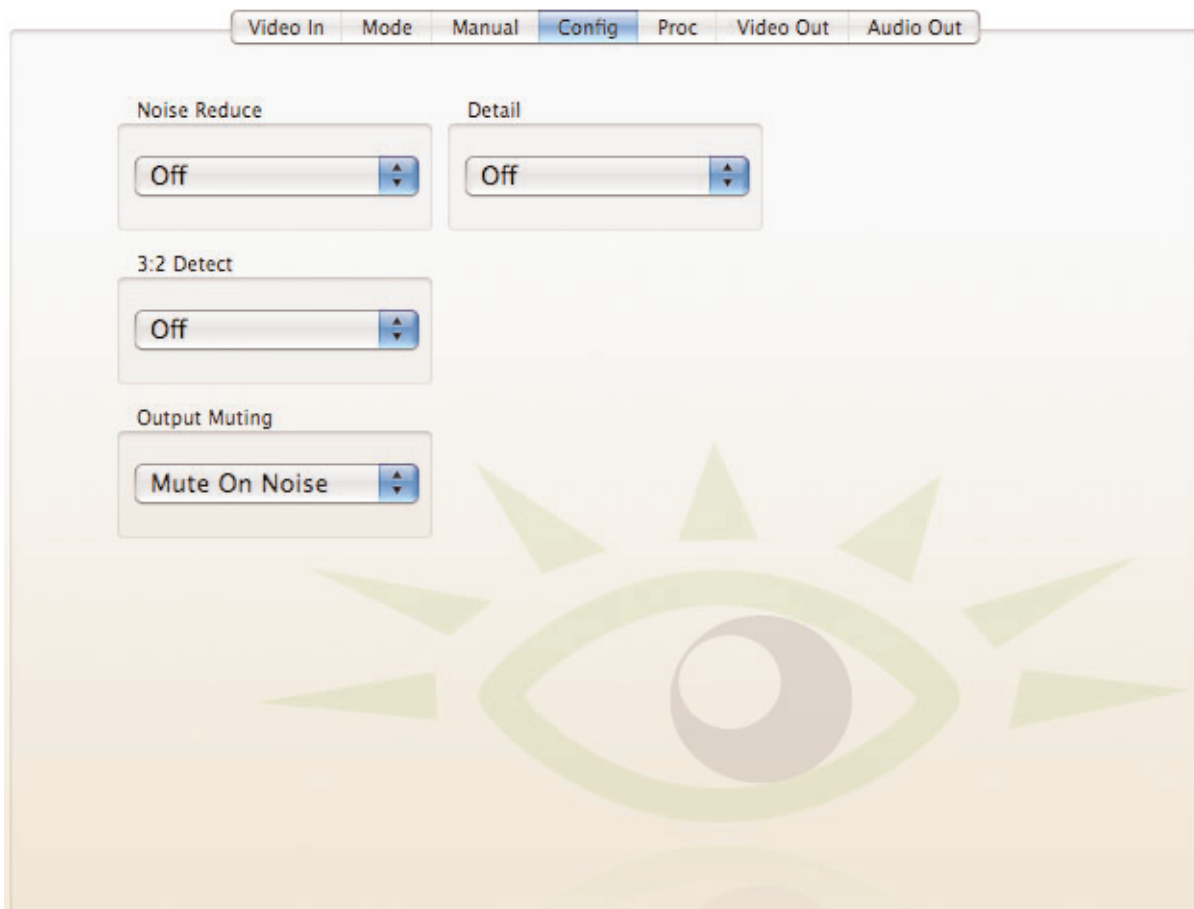 Video In Mode Manual Config Proc Video Out Audio Out
Noise Reduce Detail
Off Off
3:2 Detect
Off
Output Muting
Mute On Noise